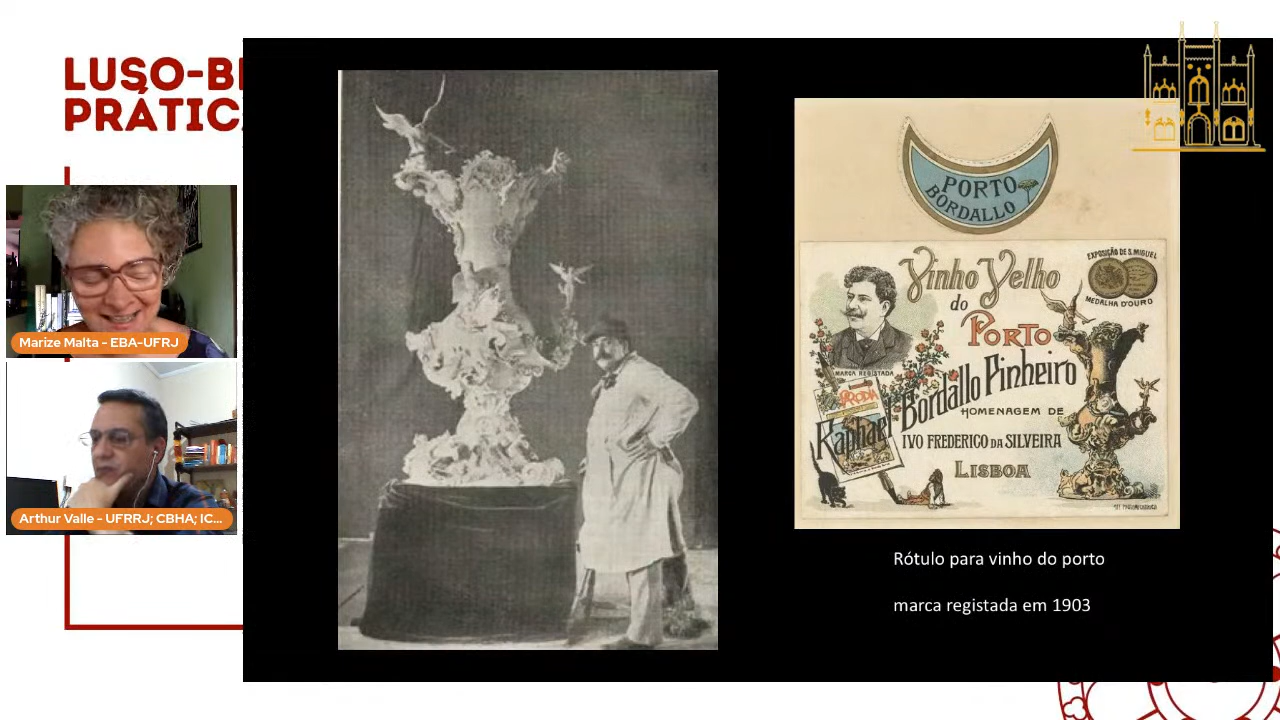 LUSO-B
PRÁTIC
Marize Malta - EBA-UFRJ
Arthur Valle - UFRRJ; CBHA; IC...
PORTO
BORDALLO
Vinho Velho
do
PORTO
EXPOSIÇÃO DE S. MIGUEL
MEDALHA D'OURO
MARCA REGISTADA
Raphael Bordallo Pinheiro
HOMENAGEM DE
IVO FREDERICO DA SILVEIRA
LISBOA
PARODIA
Rótulo para vinho do porto
marca registada em 1903